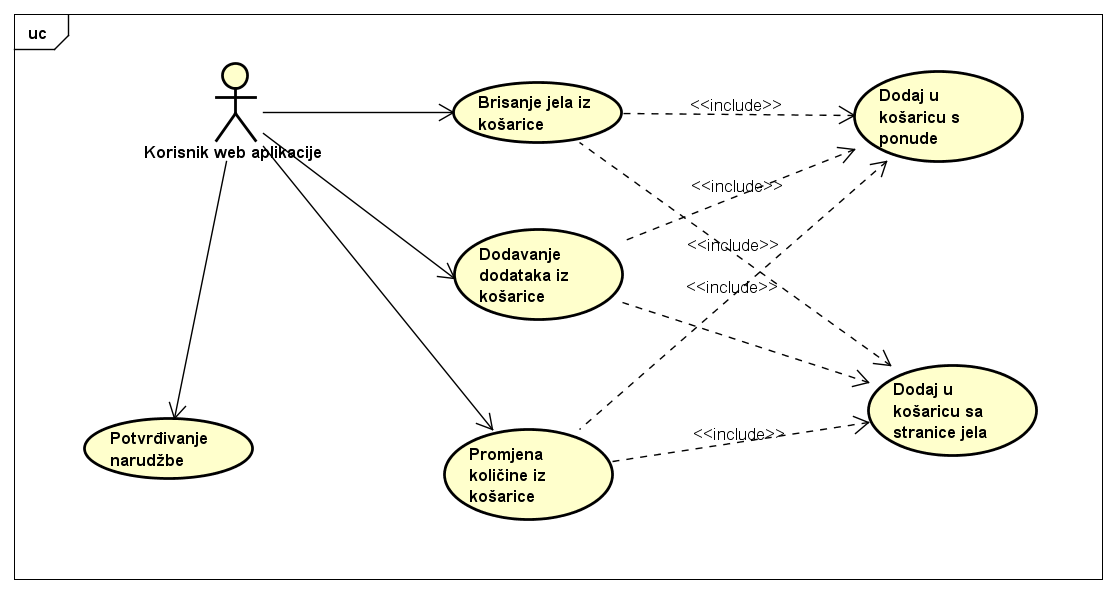 uc
Korisnik web aplikacije
Brisanje jela iz
košarice
<<include>>
Dodaj u
košaricu s
ponude
<<include>>
Dodavanje
dodataka iz
košarice
<<include>>
<<include>>
Dodaj u
košaricu sa
stranice jela
Potvrđivanje
narudžbe
Promjena
količine iz
košarice
<<include>>